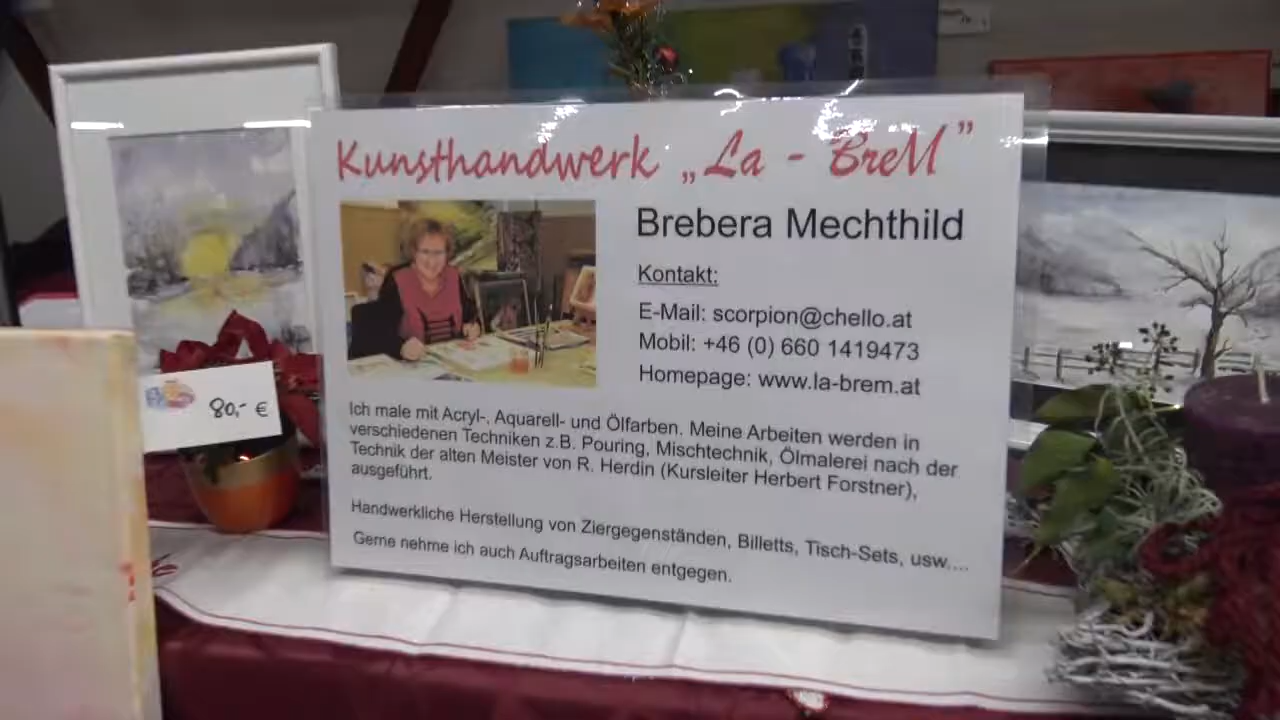 Kunsthandwerk „La - BreM”
Brebera Mechthild
Kontakt:
E-Mail: scorpion@chello.at
Mobil: +46 (0) 660 1419473
Homepage: www.la-brem.at
Ich male mit Acryl-, Aquarell- und Ölfarben. Meine Arbeiten werden in
verschiedenen Techniken z.B. Pouring, Mischtechnik, Ölmalerei nach der
Technik der alten Meister von R. Herdin (Kursleiter Herbert Forstner),
ausgeführt.
Handwerkliche Herstellung von Ziergegenständen, Billetts, Tisch-Sets, usw....
Gerne nehme ich auch Auftragsarbeiten entgegen.
80,- €